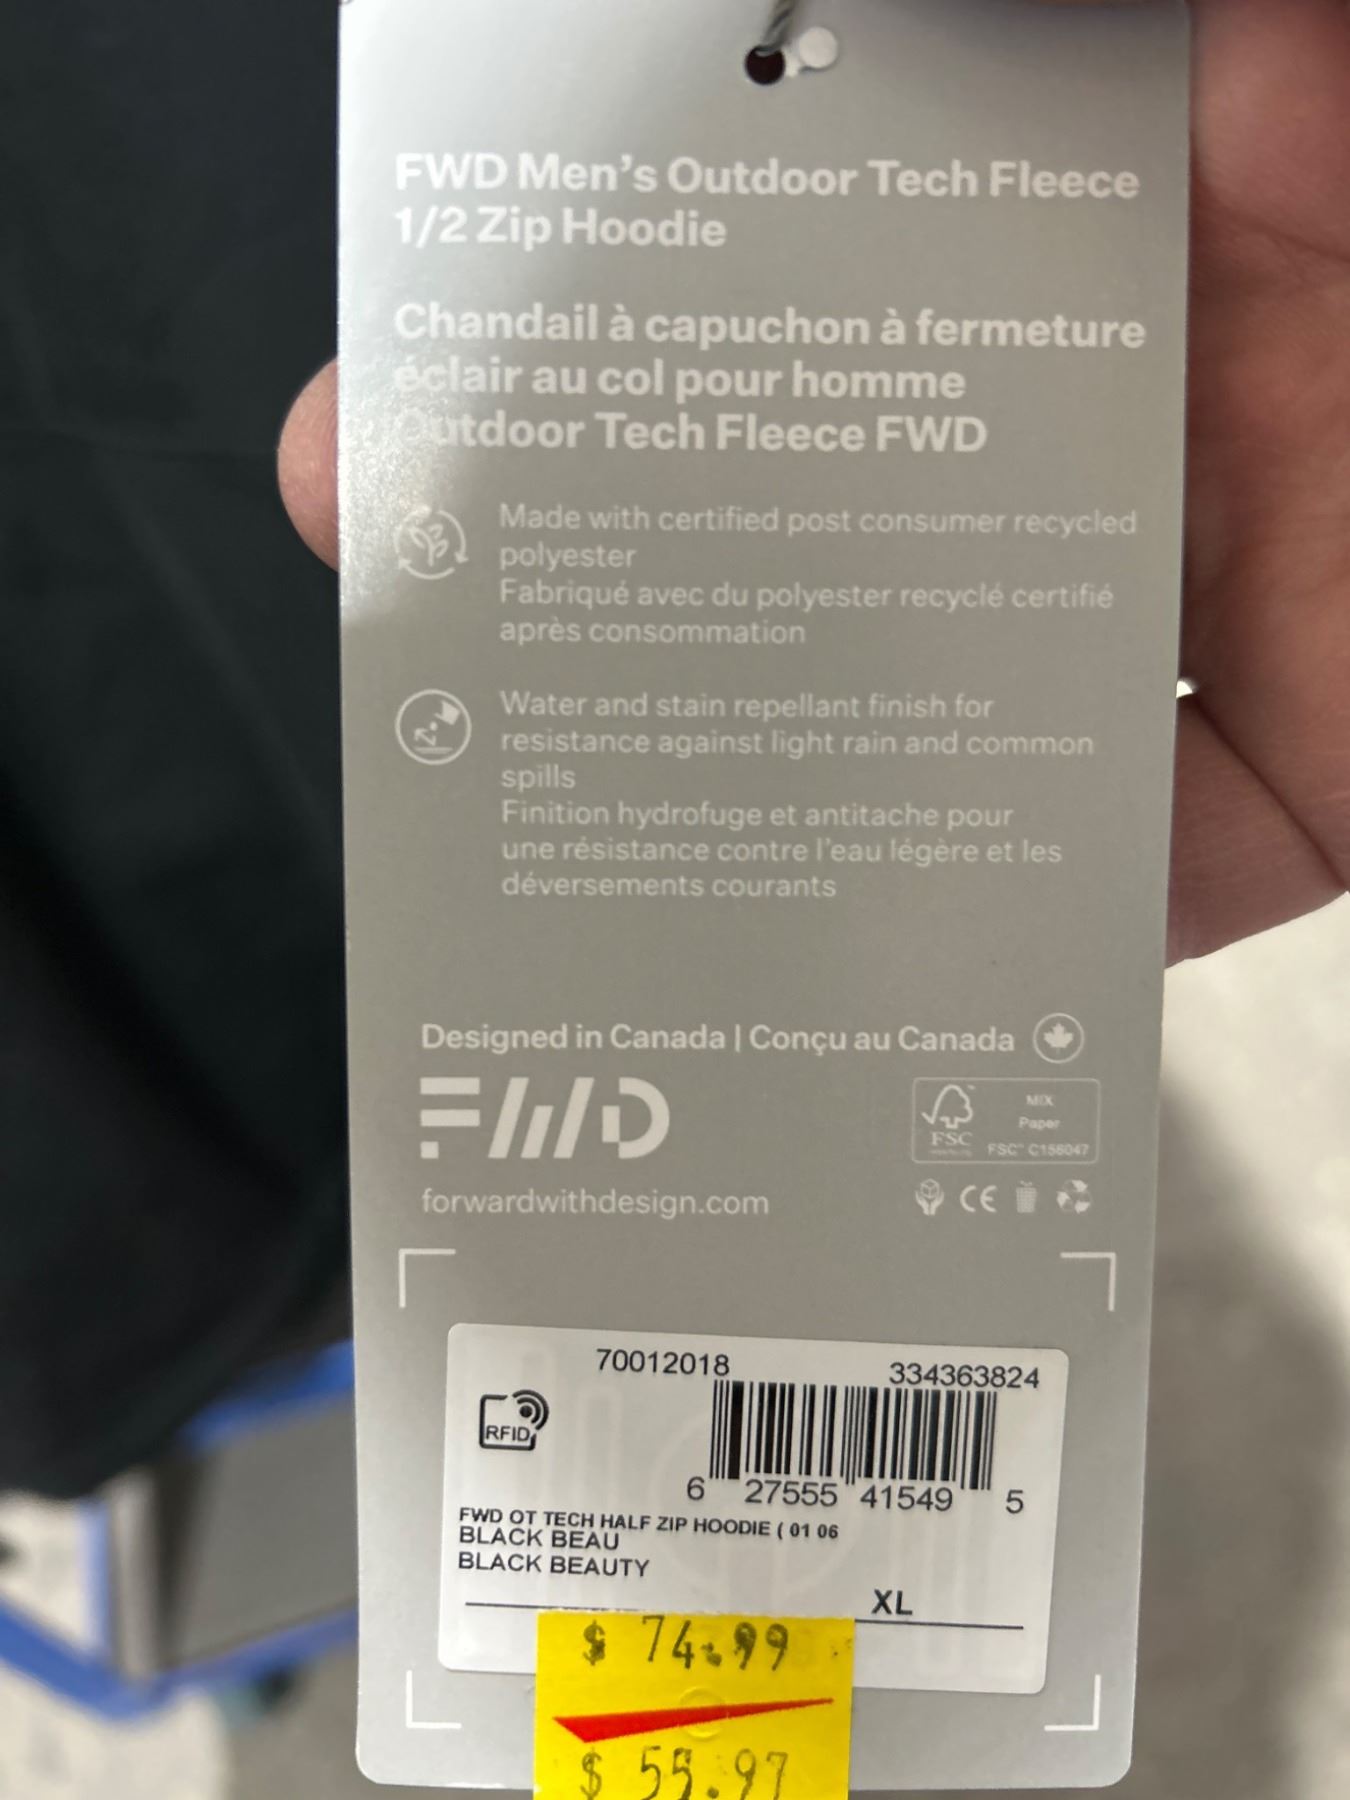 FWD Men's Outdoor Tech Fleece
1/2 Zip Hoodie
Chandail à capuchon à fermeture
éclair au col pour homme
Outdoor Tech Fleece FWD
Made with certified post consumer recycled
polyester
Fabriqué avec du polyester recyclé certifié
après consommation
Water and stain repellant finish for
resistance against light rain and common
spills
Finition hydrofuge et antitache pour
une résistance contre l'eau légère et les
déversements courants
Designed in Canada | Conçu au Canada
FWD
FSC
MIX
Paper
FSC™ C156047
forwardwithdesign.com
CE
70012018 334363824
RFID
6 27555 41549 5
FWD OT TECH HALF ZIP HOODIE ( 01 06
BLACK BEAU
BLACK BEAUTY
XL
$ 74.99